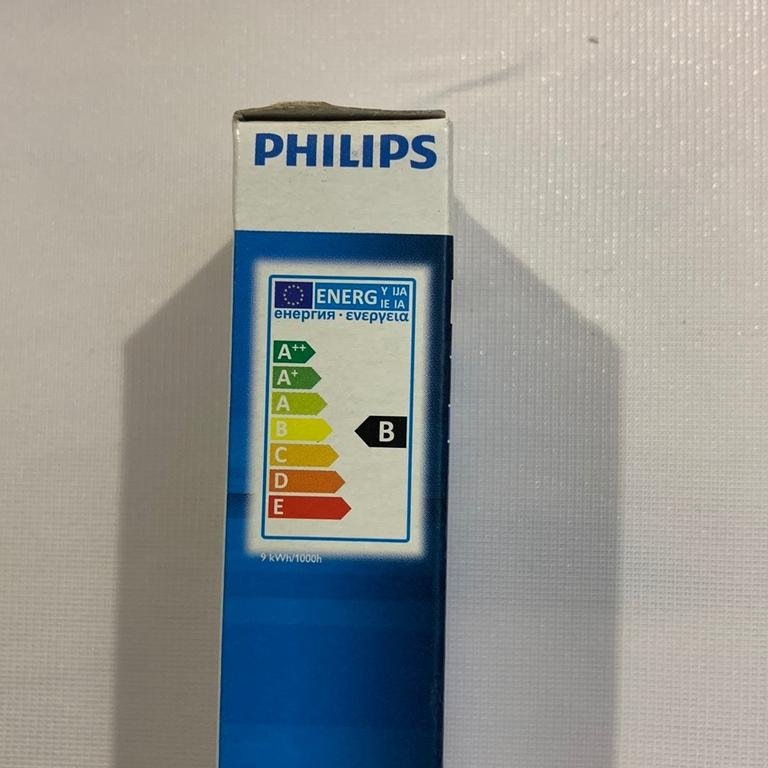 PHILIPS
ENERG Y IJA
IE IA
енергия · ενεργεια
A++
A+
A
B
B
C
D
E
9 kWh/1000h